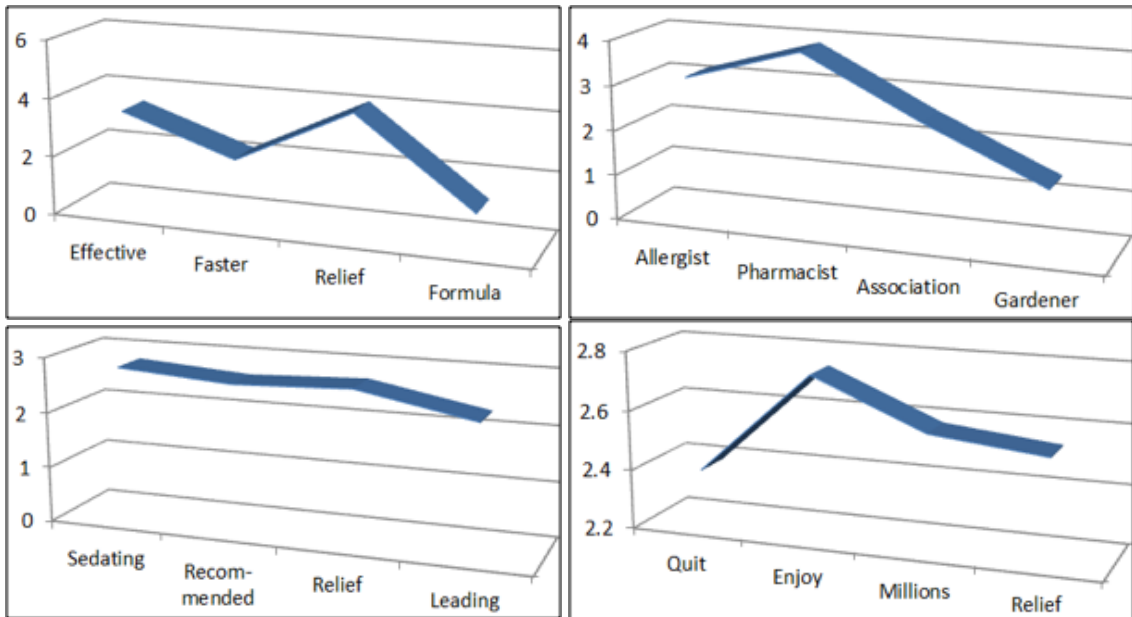 6
4
2
0
Effective
Faster
Relief
Formula
4
3
2
1
0
Allergist
Pharmacist
Association
Gardener
3
2
1
0
Sedating
Recom-
mended
Relief
Leading
2.8
2.6
2.4
2.2
Quit
Enjoy
Millions
Relief